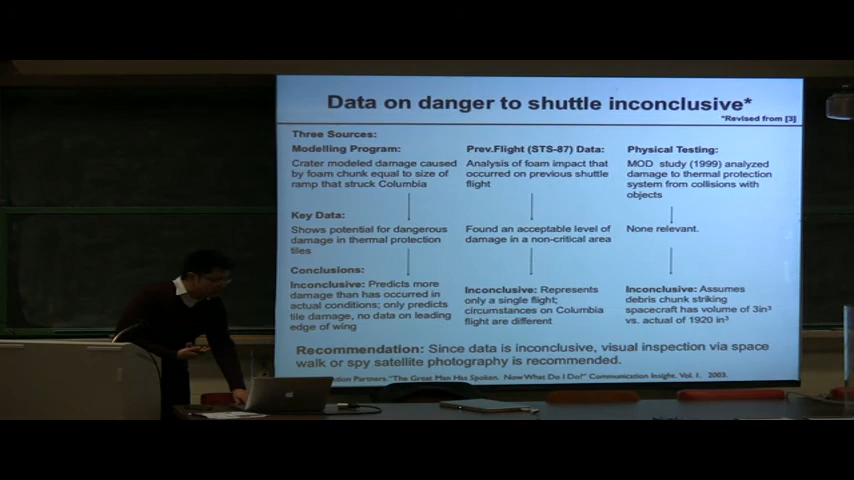 Data on danger to shuttle inconclusive*
*Revised from [3]
Three Sources:
Modelling Program:
Crater modeled damage caused
by foam chunk equal to size of
ramp that struck Columbia
Prev.Flight (STS-87) Data:
Analysis of foam impact that
occurred on previous shuttle
flight
Physical Testing:
MOD study (1999) analyzed
damage to thermal protection
system from collisions with
objects
Key Data:
Shows potential for dangerous
damage in thermal protection
tiles
Found an acceptable level of
damage in a non-critical area
None relevant.
Conclusions:
Inconclusive: Predicts more
damage than has occurred in
actual conditions; only predicts
tile damage, no data on leading
edge of wing
Inconclusive: Represents
only a single flight;
circumstances on Columbia
flight are different
Inconclusive: Assumes
debris chunk striking
spacecraft has volume of 3in³
vs. actual of 1920 in³
Recommendation: Since data is inconclusive, visual inspection via space
walk or spy satellite photography is recommended.
Partners. "The Great Man Has Spoken. Now What Do I Do?" Communication Insight. Vol. 1. 2003.